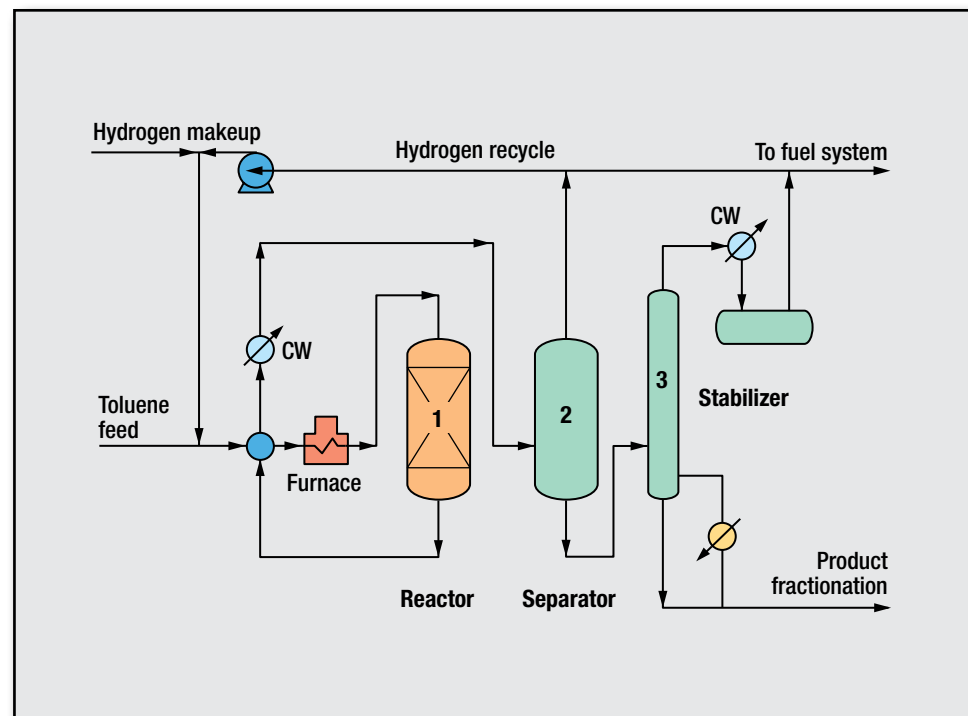 Hydrogen makeup
Hydrogen recycle
To fuel system
CW
CW
1
2
3
Stabilizer
Toluene
feed
Furnace
Product
fractionation
Reactor
Separator